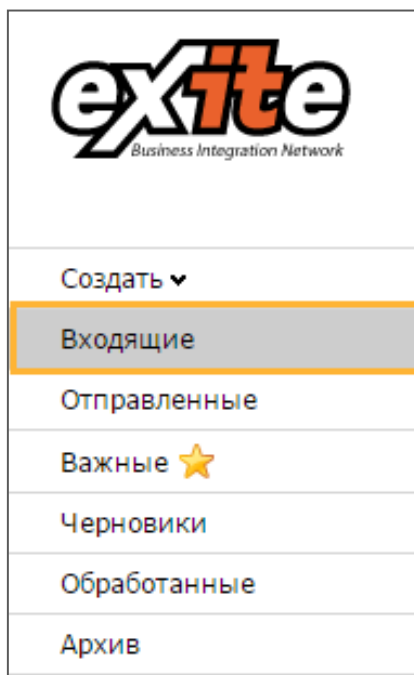 eXite
Business Integration Network
Создать
Входящие
Отправленные
Важные
Черновики
Обработанные
Архив